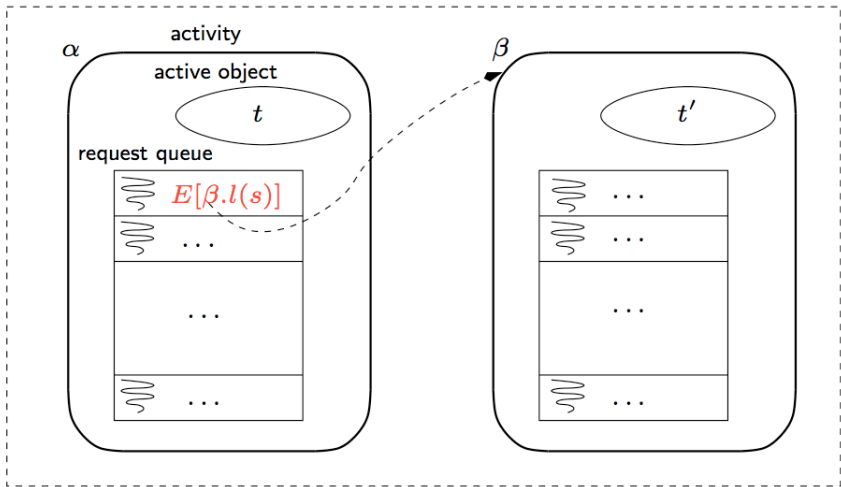 activity
α
β
active object
t
t′
request queue
E[β.l(s)]
...
...
...
...
...
...
...